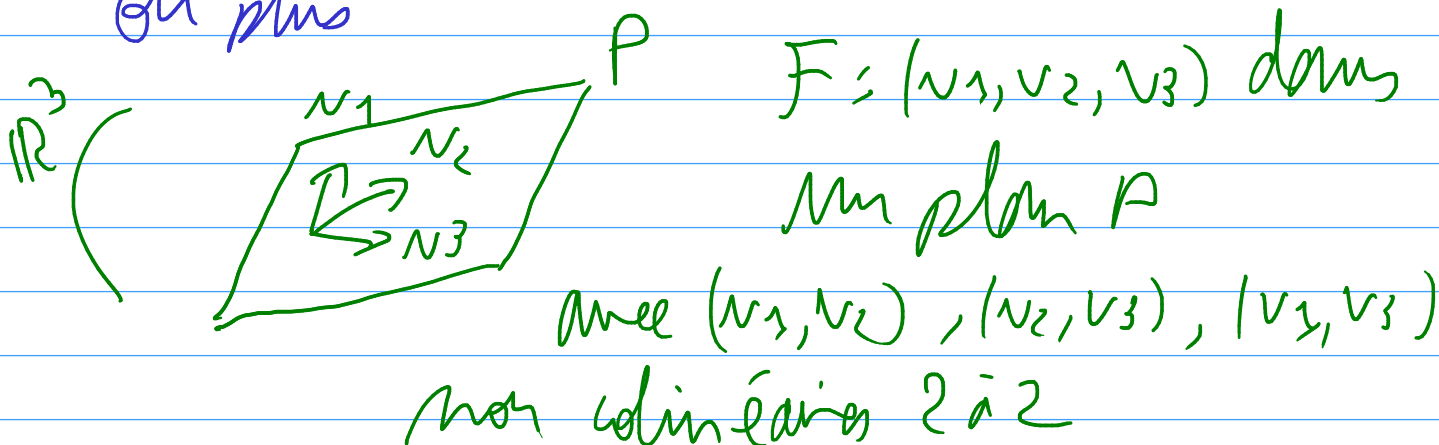 ou plus
P
F : (v1, v2, v3) dans
ℝ³
v1
v2
un plan P
v3
avec (v1, v2), (v2, v3), (v1, v3)
non colinéaires 2 à 2